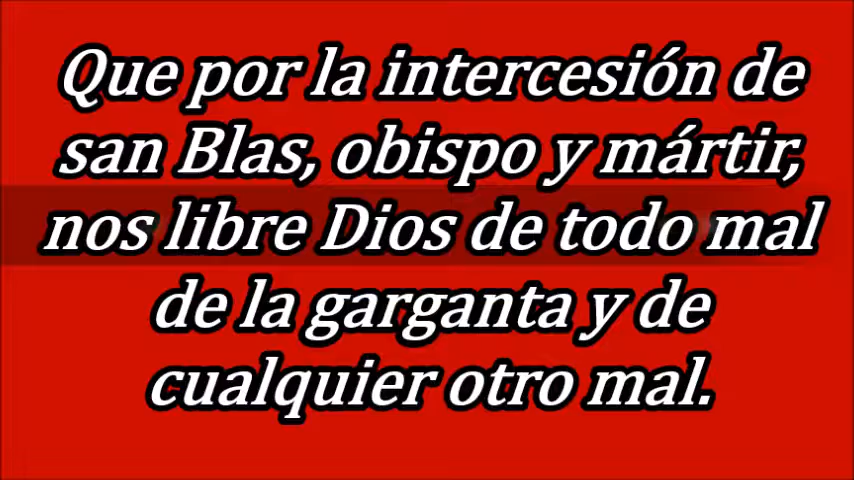 Que por la intercesión de
san Blas, obispo y mártir,
nos libre Dios de todo mal
de la garganta y de
cualquier otro mal.